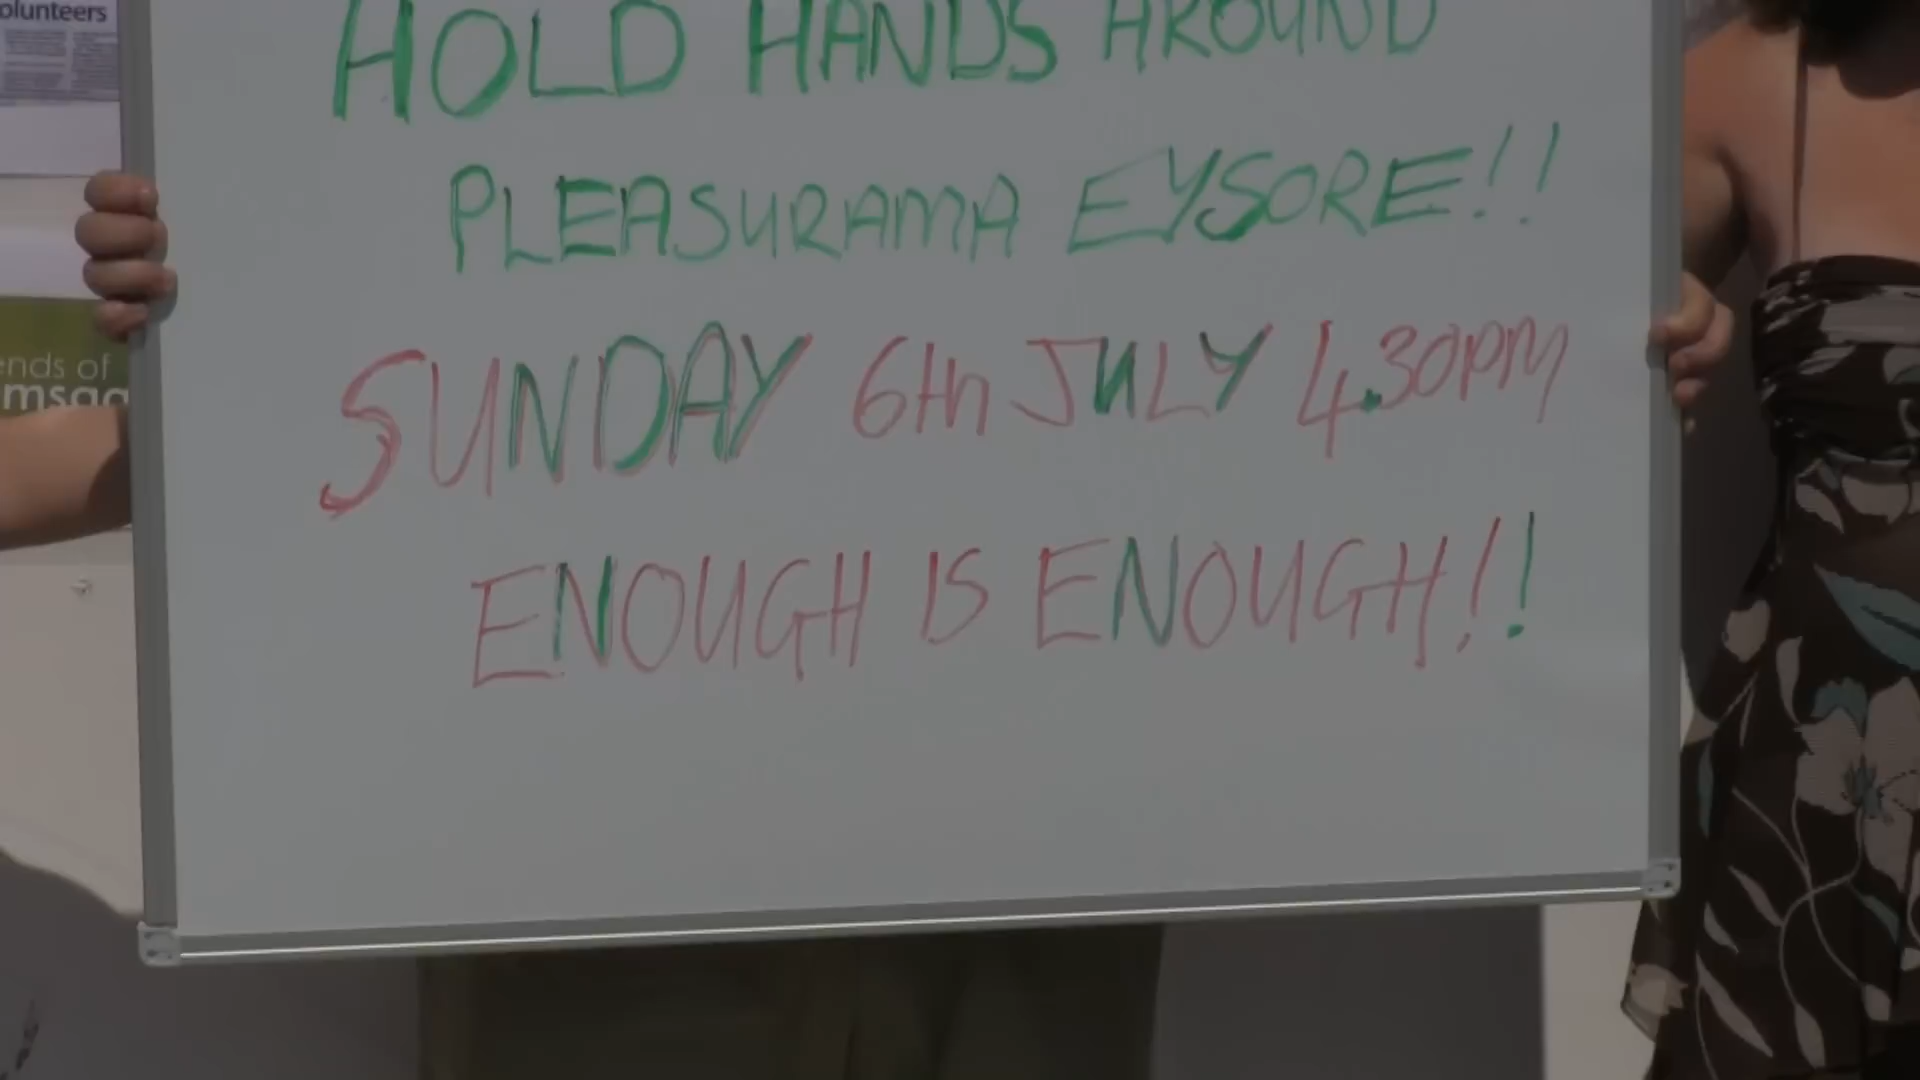 olunteers
HOLD HANDS AROUND
PLEASURAMA EYSORE!!
SUNDAY 6th JULY 4.30PM
ENOUGH IS ENOUGH!!
ends of
msga